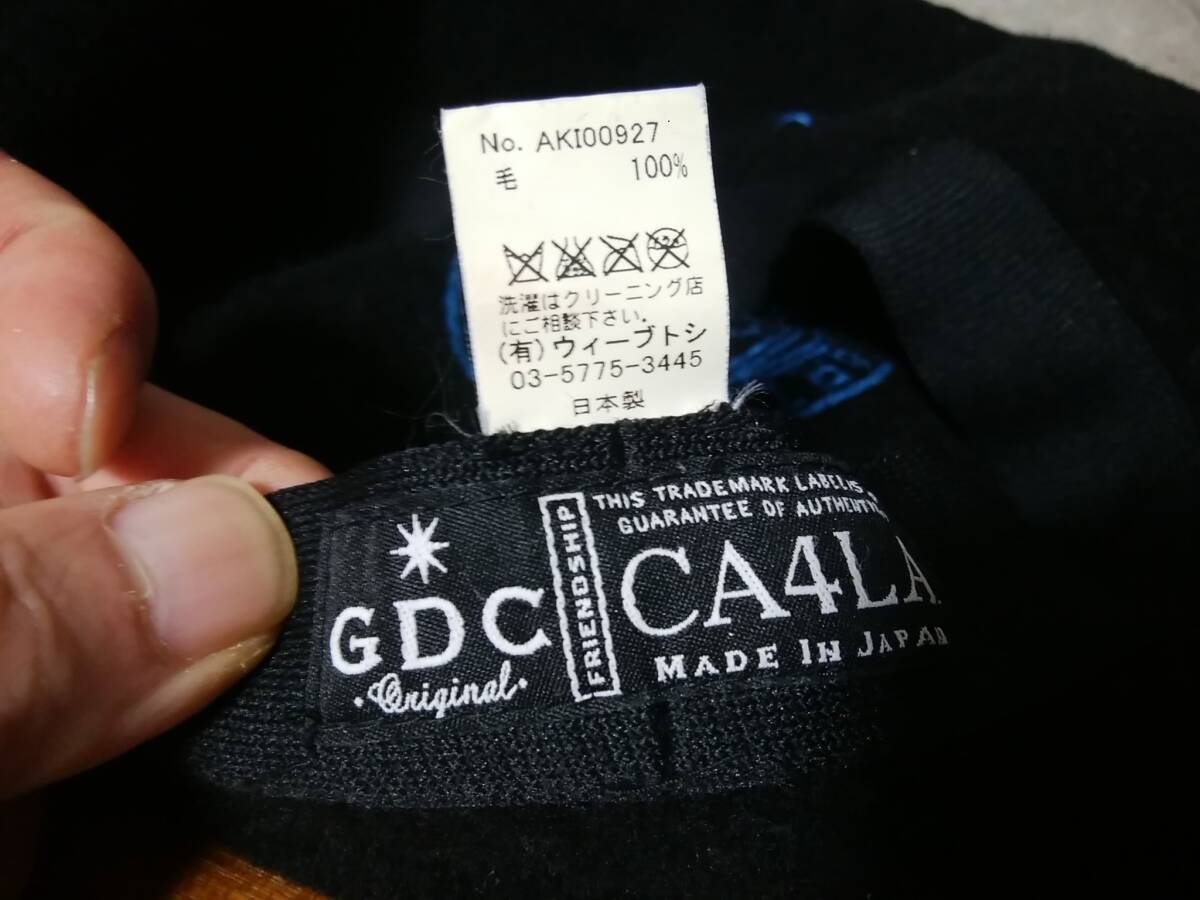 No. AKI00927
毛 100%
洗濯はクリーニング店
にご相談下さい.
(有)ウィーブトシ
03-5775-3445
日本製
GDC
·Original·
FRIENDSHIP
THIS TRADEMARK LABEL IS
GUARANTEE OF
CA4LA
MADE IN JAPAN